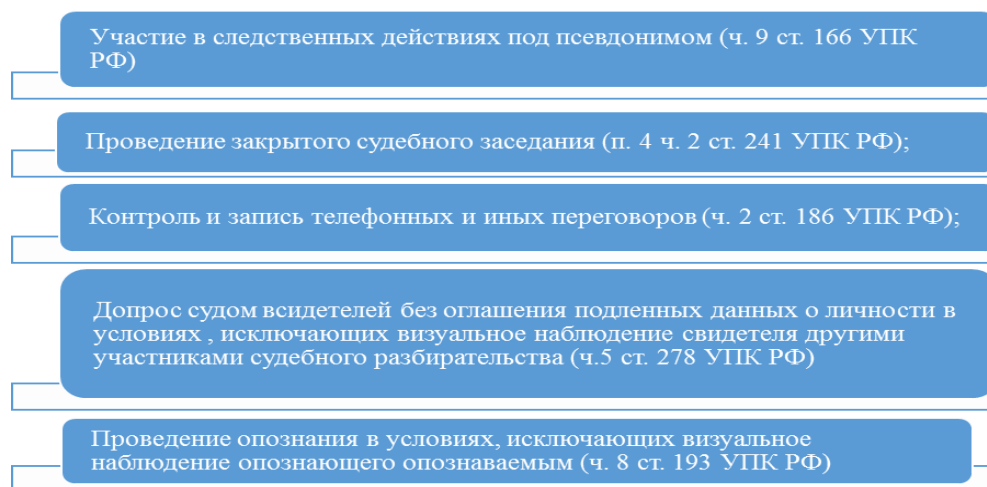 Участие в следственных действиях под псевдонимом (ч. 9 ст. 166 УПК
РФ)
Проведение закрытого судебного заседания (п. 4 ч. 2 ст. 241 УПК РФ);
Контроль и запись телефонных и иных переговоров (ч. 2 ст. 186 УПК РФ);
Допрос судом всидетелей без оглашения подленных данных о личности в
условиях , исключающих визуальное наблюдение свидетеля другими
участниками судебного разбирательства (ч.5 ст. 278 УПК РФ)
Проведение опознания в условиях, исключающих визуальное
наблюдение опознающего опознаваемым (ч. 8 ст. 193 УПК РФ)